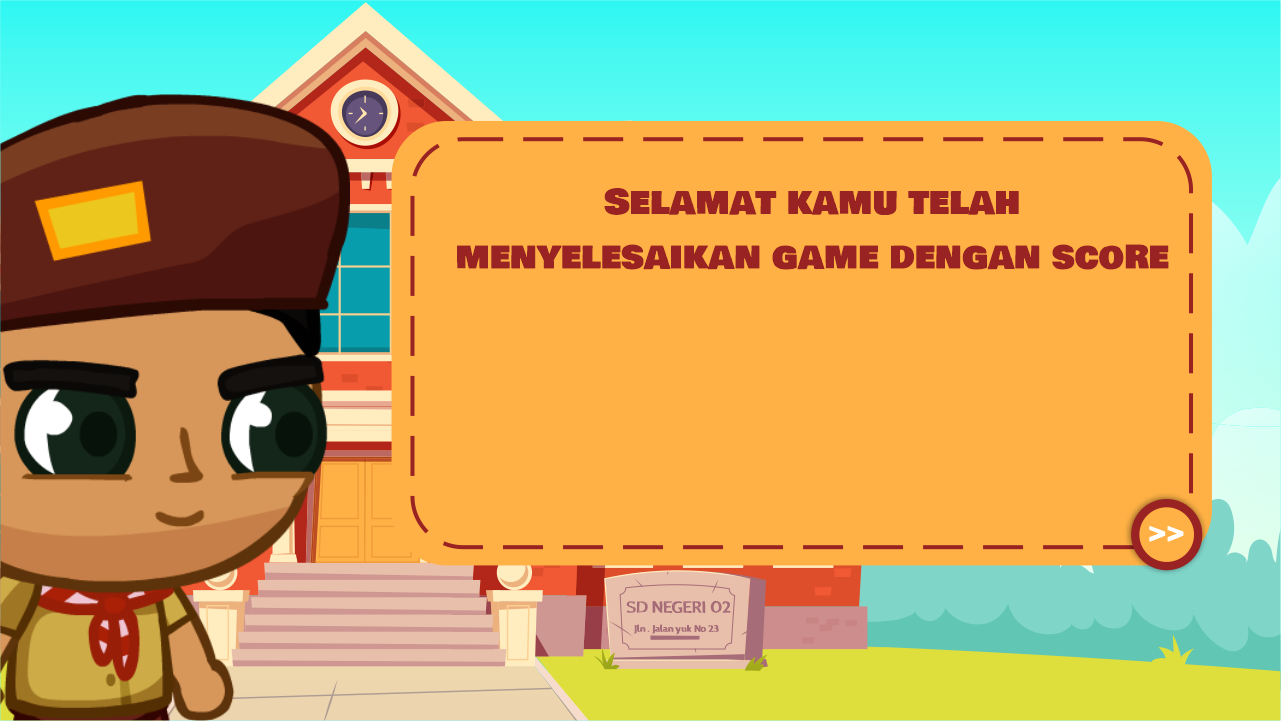 Selamat kamu telah
menyelesaikan game dengan score
>>
SD NEGERI 02
Jln . Jalan yuk No 23